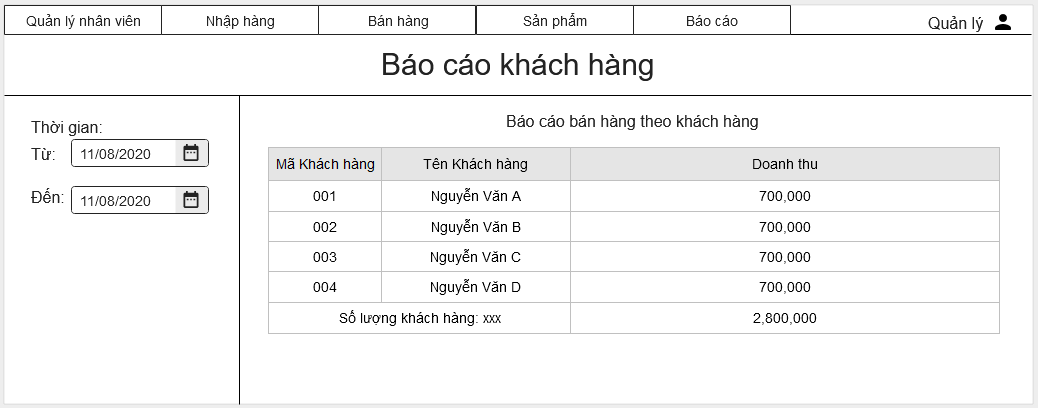 Quản lý nhân viên Nhập hàng Bán hàng Sản phẩm Báo cáo Quản lý
Báo cáo khách hàng
Thời gian:
Từ: 11/08/2020
Đến: 11/08/2020
Báo cáo bán hàng theo khách hàng
Mã Khách hàng Tên Khách hàng Doanh thu
001 Nguyễn Văn A 700,000
002 Nguyễn Văn B 700,000
003 Nguyễn Văn C 700,000
004 Nguyễn Văn D 700,000
Số lượng khách hàng: xxx 2,800,000